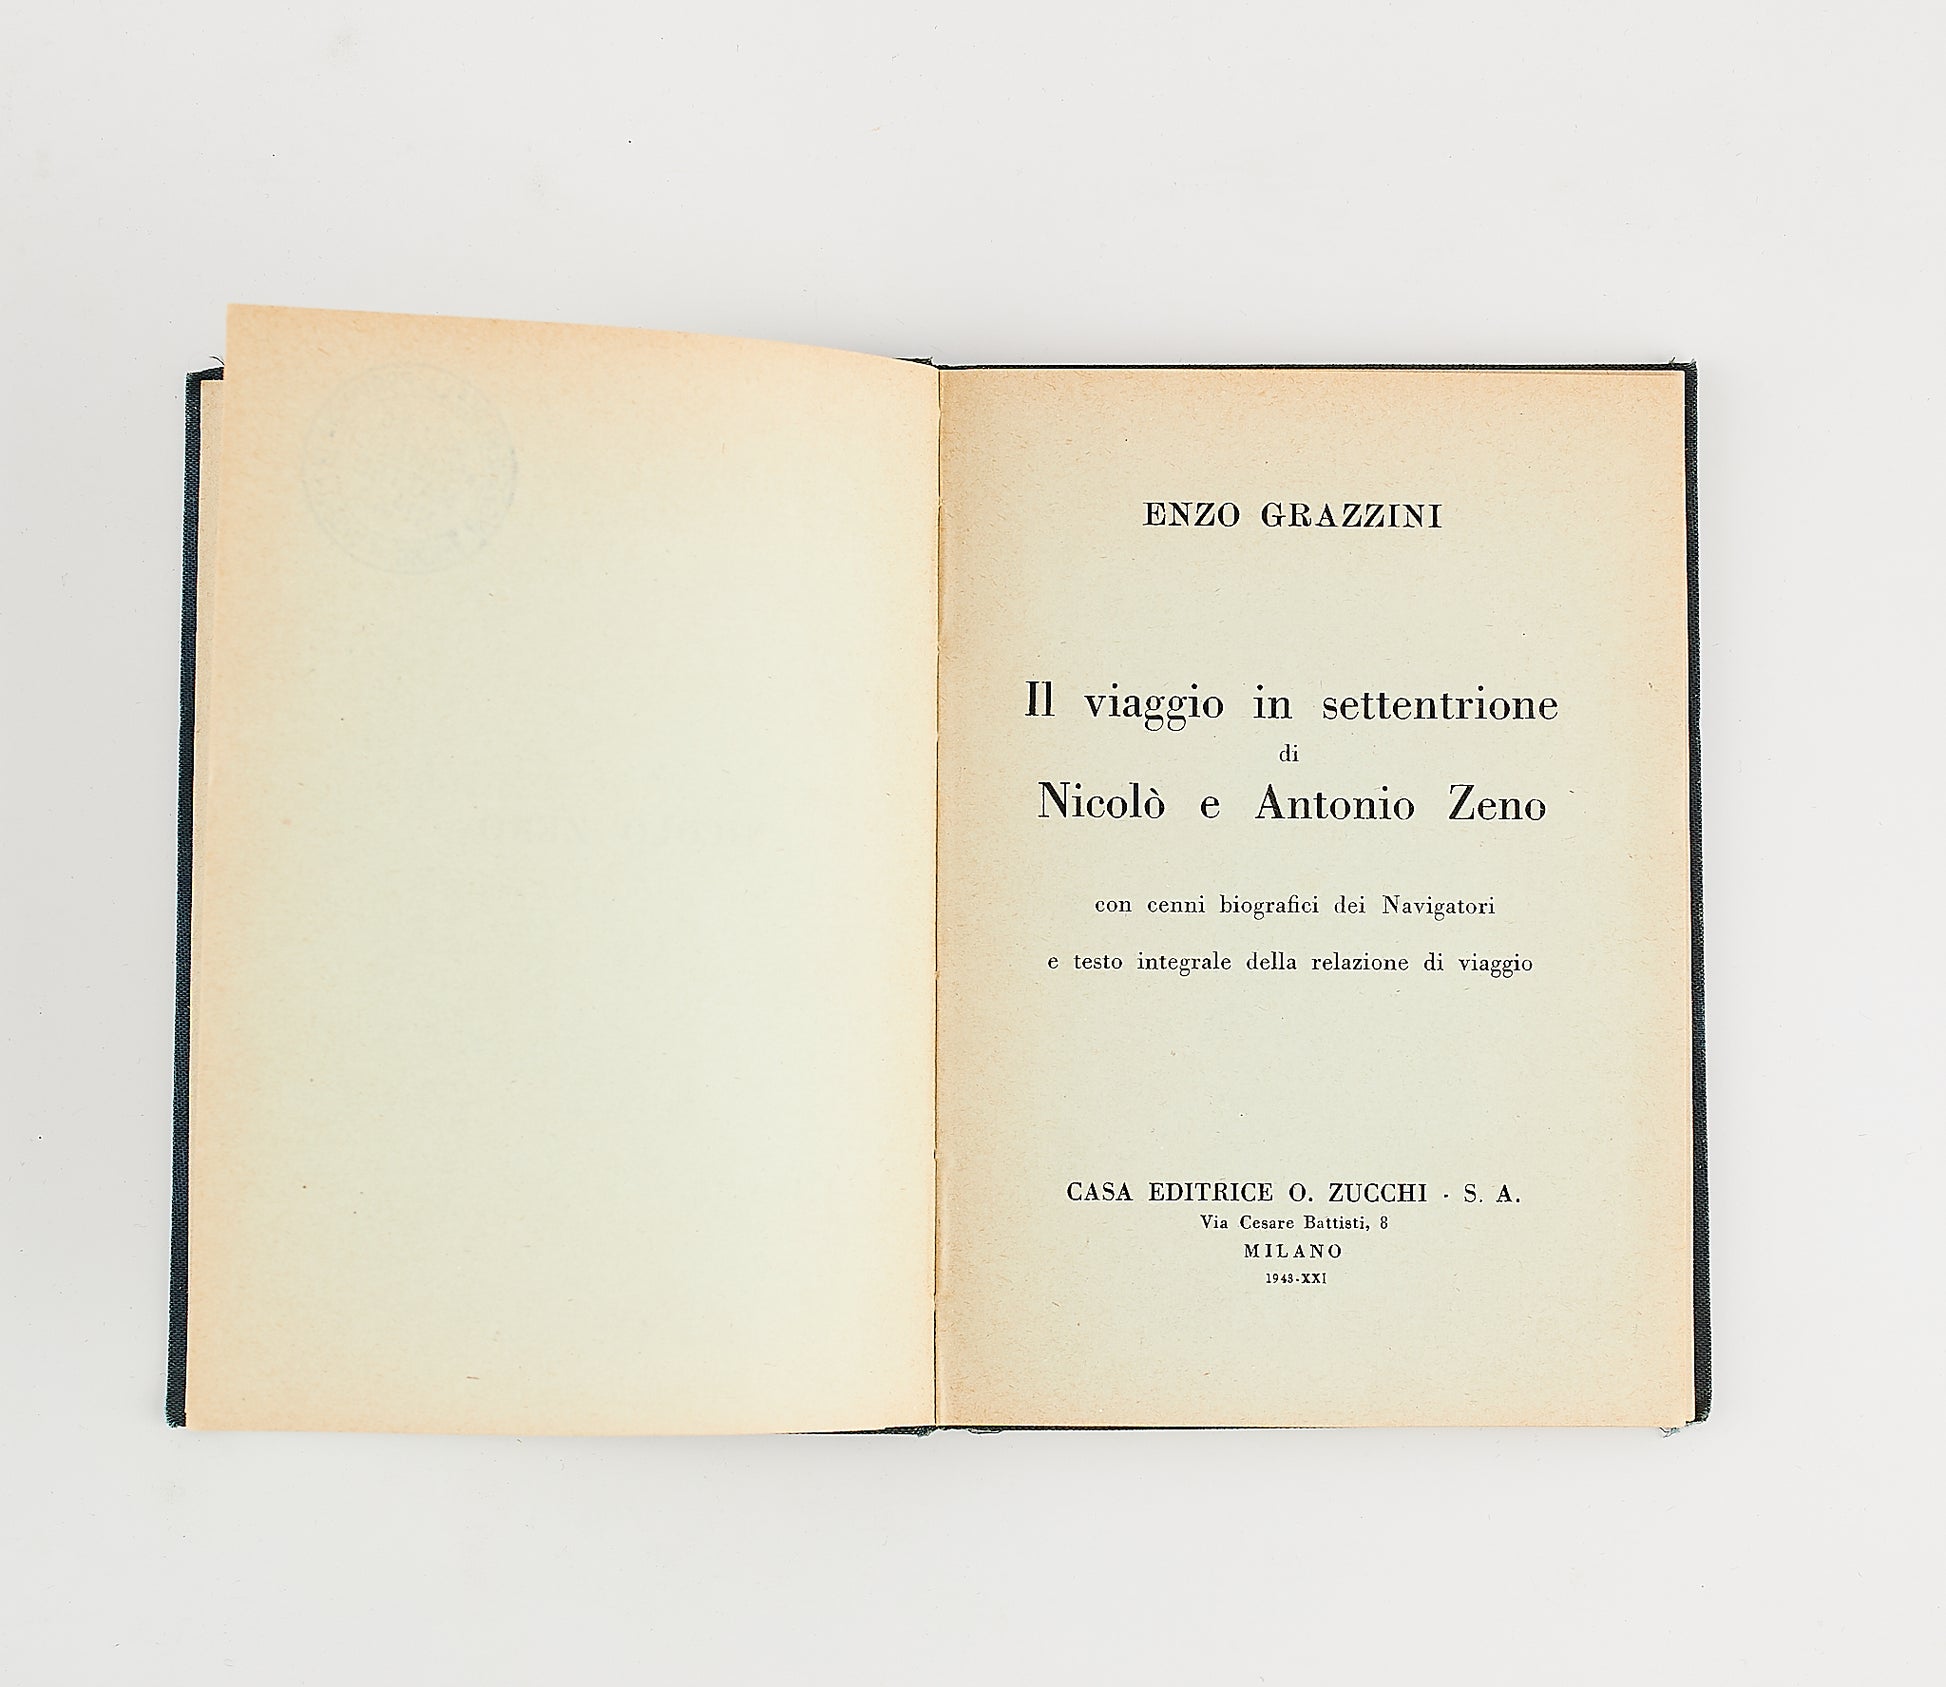 ENZO GRAZZINI
Il viaggio in settentrione
di
Nicolò e Antonio Zeno
con cenni biografici dei Navigatori
e testo integrale della relazione di viaggio
CASA EDITRICE O. ZUCCHI - S. A.
Via Cesare Battisti, 8
MILANO
1943-XXI